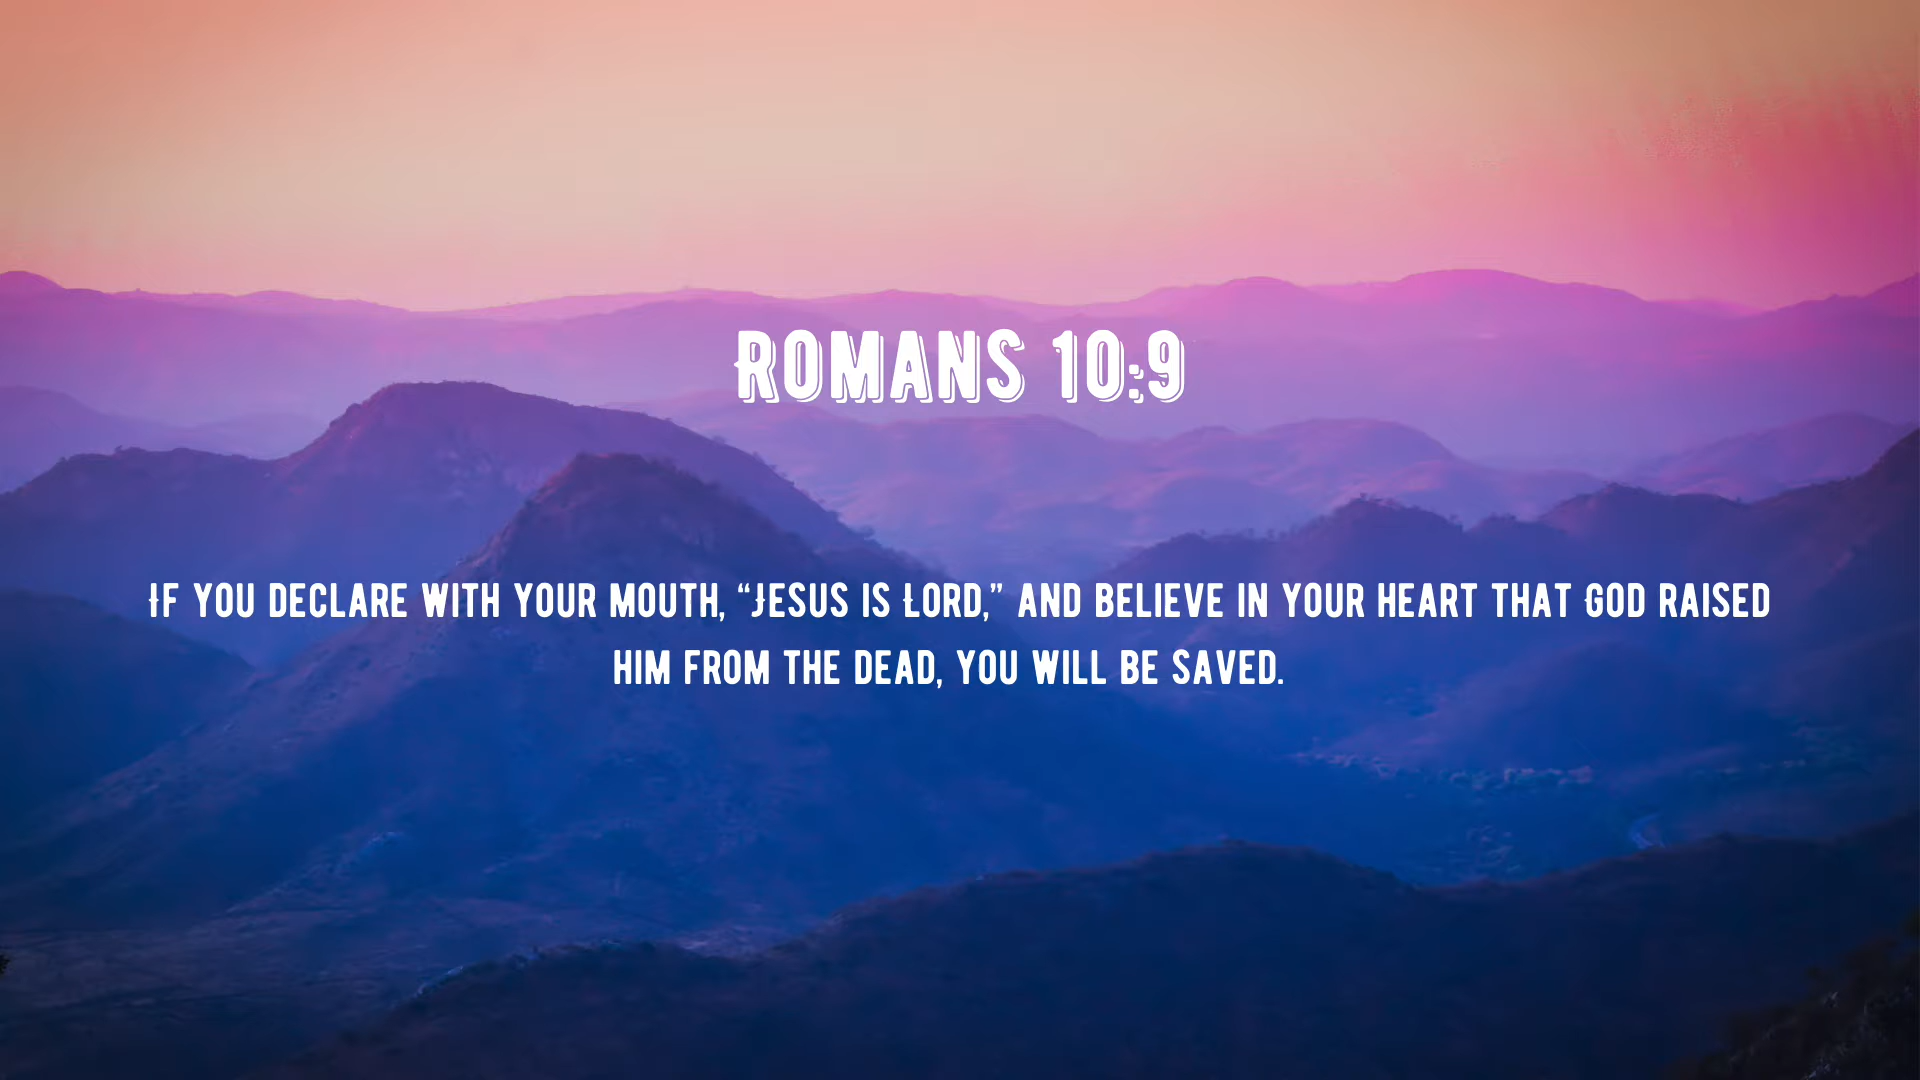 Romans 10:9
If you declare with your mouth, “Jesus is Lord,” and believe in your heart that God raised
him from the dead, you will be saved.